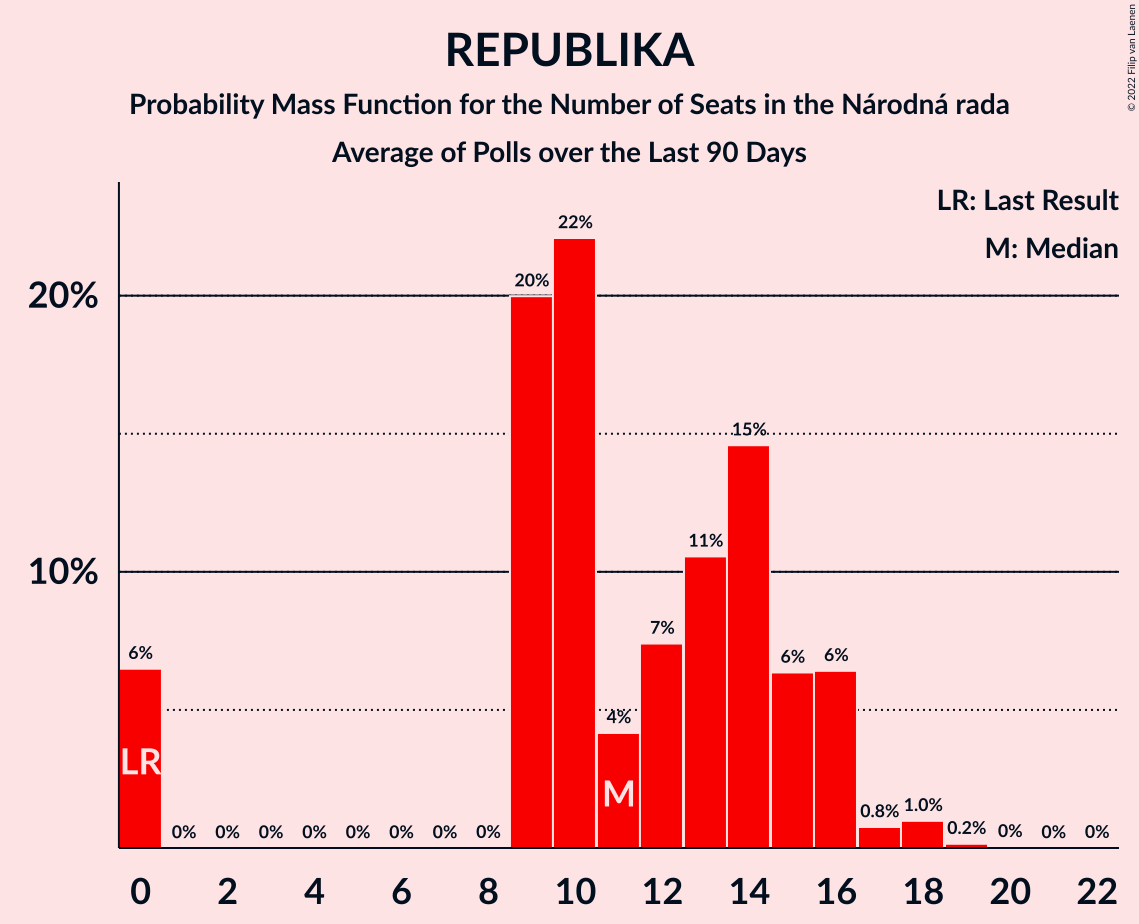 REPUBLIKA
Probability Mass Function for the Number of Seats in the Národná rada
Average of Polls over the Last 90 Days
© 2022 Filip van Laenen
LR: Last Result
M: Median
22%
20%
20%
15%
11%
10%
7%
6%
6%
6%
4%
LR
M
0%
0%
0%
0%
0%
0%
0%
0%
0.8%
1.0%
0.2%
0%
0%
0%
0 2 4 6 8 10 12 14 16 18 20 22